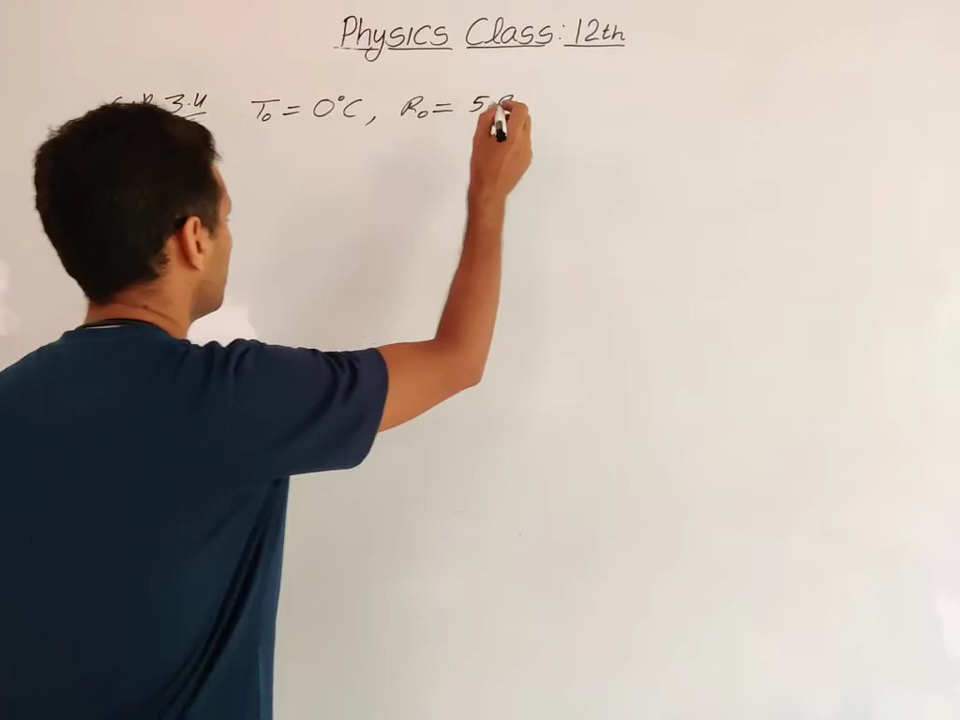 Physics Class: 12th
3.4 T₀ = 0°C, R₀ = 5